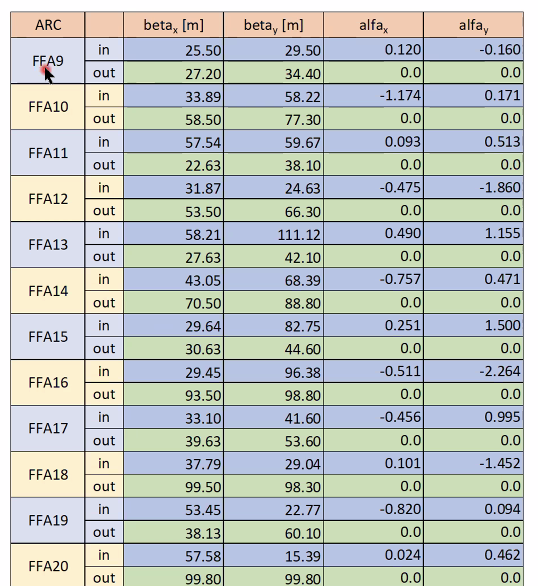 ARC betaₓ [m] betaᵧ [m] alfaₓ alfaᵧ
FFA9 in 25.50 29.50 0.120 -0.160
out 27.20 34.40 0.0 0.0
FFA10 in 33.89 58.22 -1.174 0.171
out 58.50 77.30 0.0 0.0
FFA11 in 57.54 59.67 0.093 0.513
out 22.63 38.10 0.0 0.0
FFA12 in 31.87 24.63 -0.475 -1.860
out 53.50 66.30 0.0 0.0
FFA13 in 58.21 111.12 0.490 1.155
out 27.63 42.10 0.0 0.0
FFA14 in 43.05 68.39 -0.757 0.471
out 70.50 88.80 0.0 0.0
FFA15 in 29.64 82.75 0.251 1.500
out 30.63 44.60 0.0 0.0
FFA16 in 29.45 96.38 -0.511 -2.264
out 93.50 98.80 0.0 0.0
FFA17 in 33.10 41.60 -0.456 0.995
out 39.63 53.60 0.0 0.0
FFA18 in 37.79 29.04 0.101 -1.452
out 99.50 98.30 0.0 0.0
FFA19 in 53.45 22.77 -0.820 0.094
out 38.13 60.10 0.0 0.0
FFA20 in 57.58 15.39 0.024 0.462
out 99.80 99.80 0.0 0.0